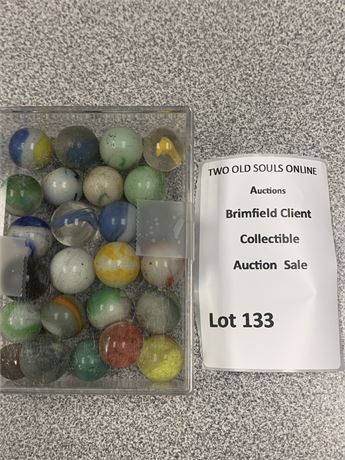 TWO OLD SOULS ONLINE
Auctions
Brimfield Client
Collectible
Auction Sale
Lot 133